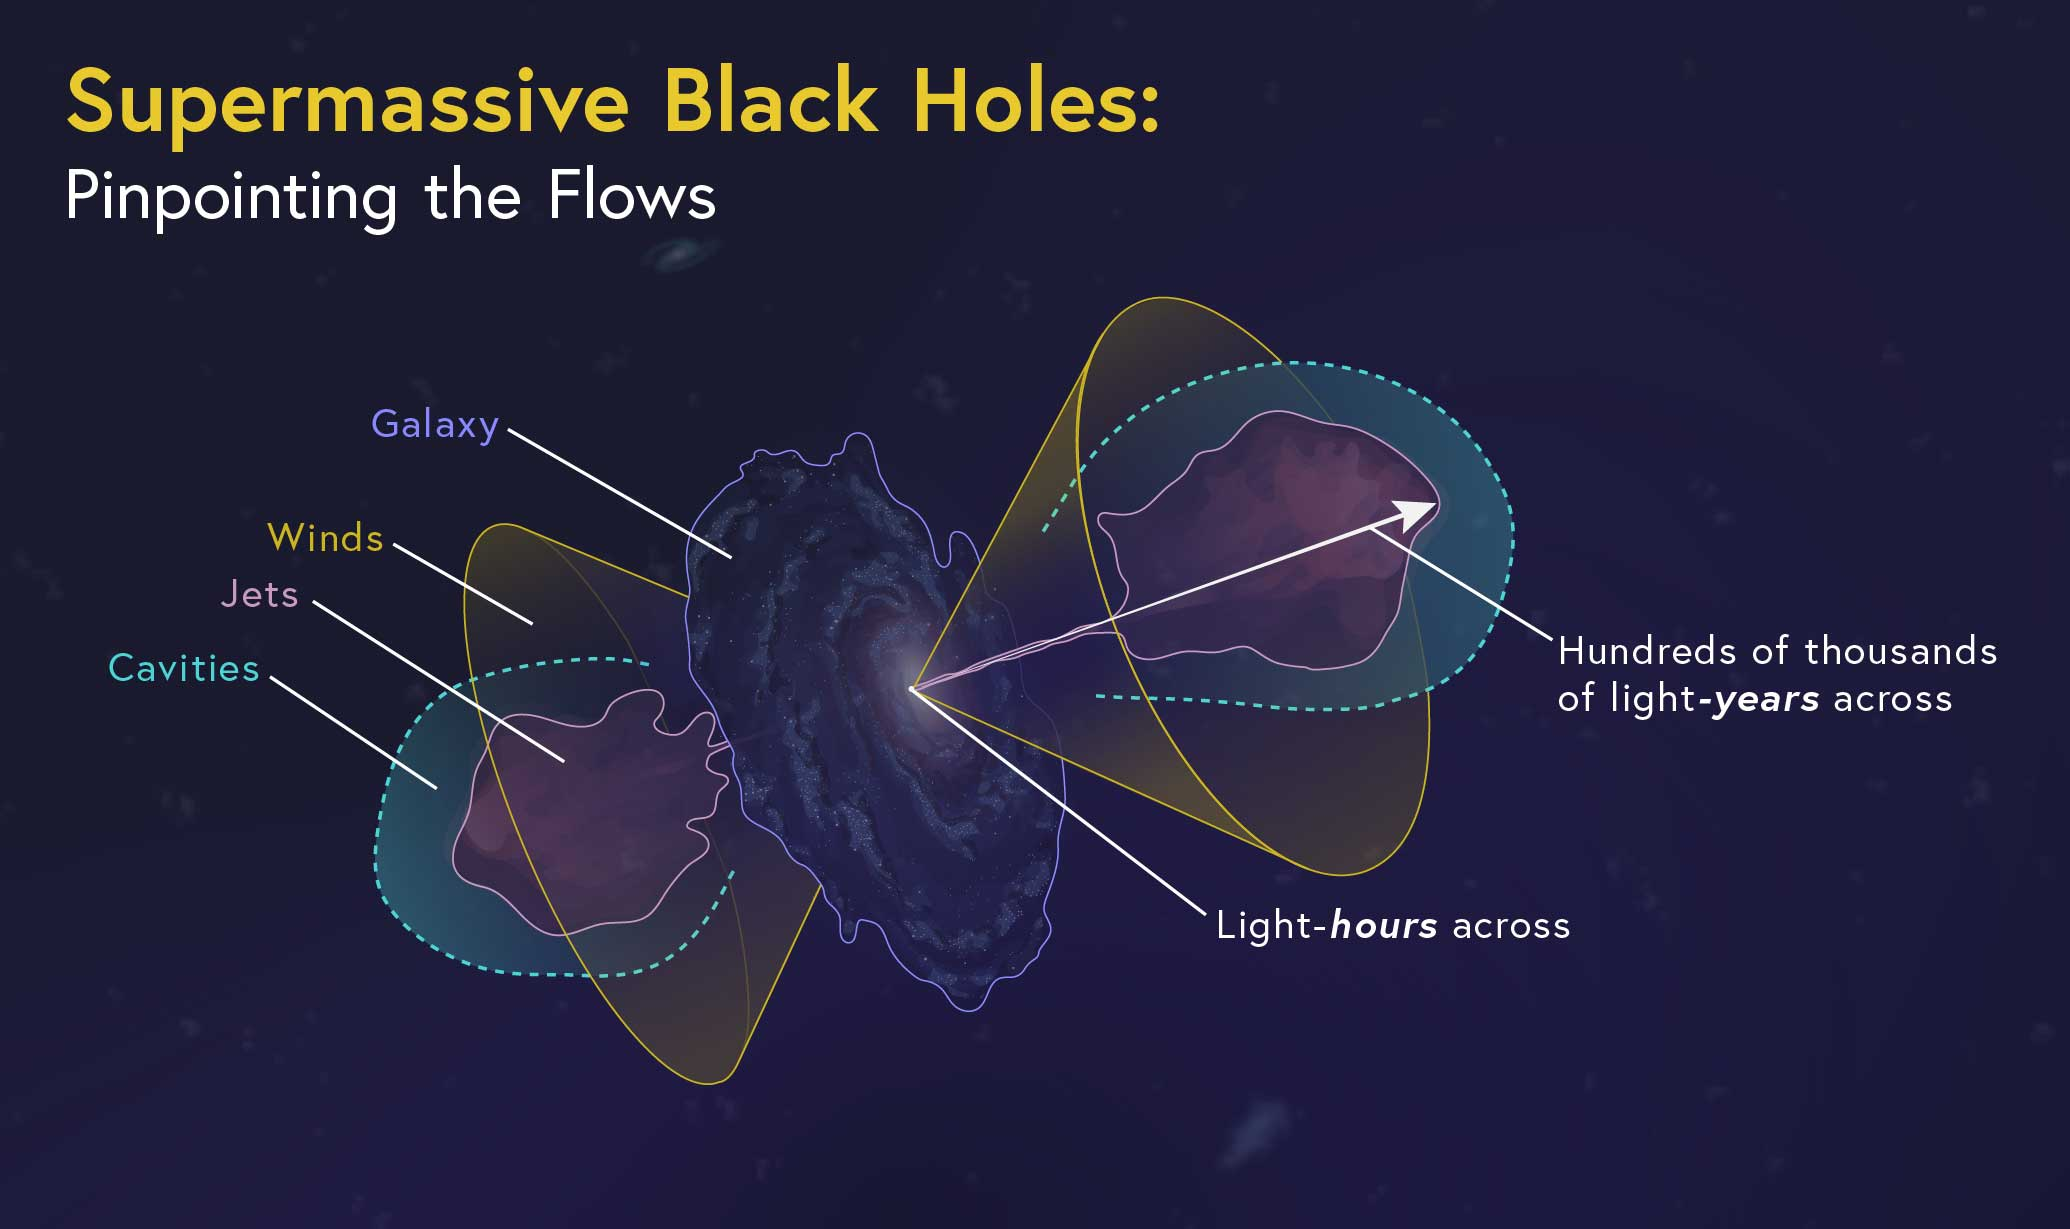 Supermassive Black Holes:
Pinpointing the Flows
Galaxy
Winds
Jets
Cavities
Hundreds of thousands
of light-years across
Light-hours across